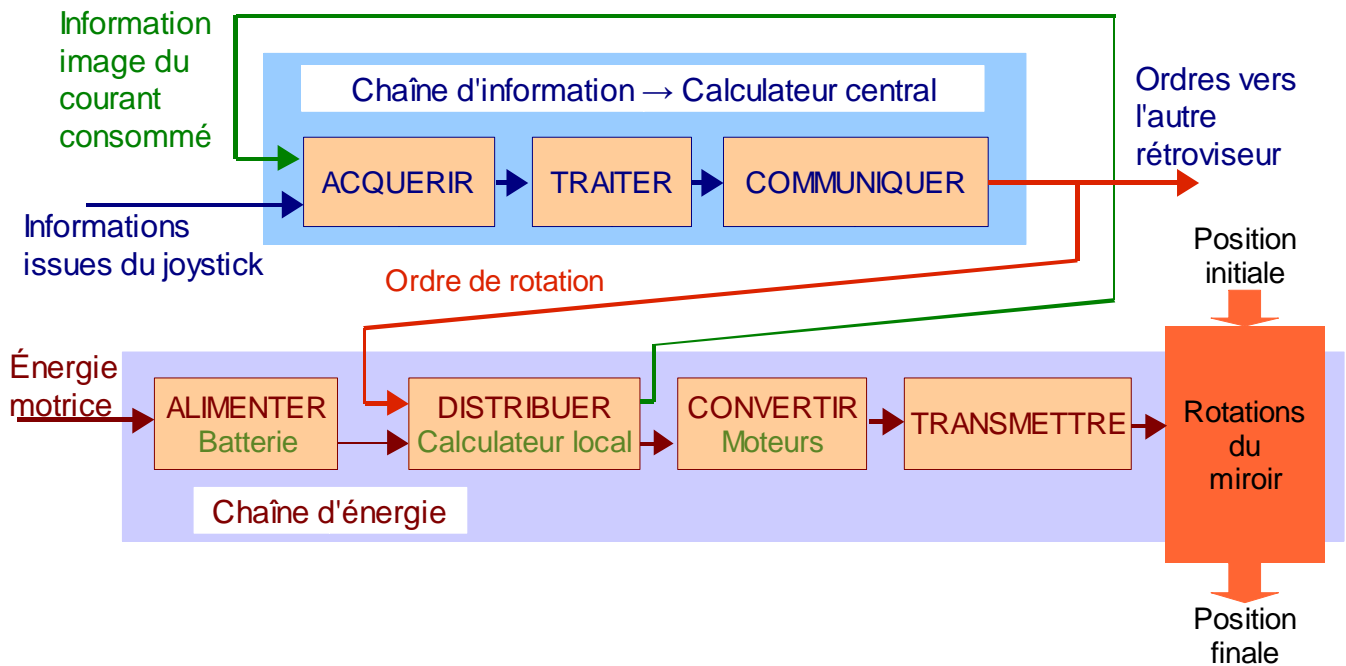 Information
image du
courant
consommé
Chaîne d'information → Calculateur central
Ordres vers
l'autre
rétroviseur
ACQUERIR
TRAITER
COMMUNIQUER
Informations
issues du joystick
Ordre de rotation
Position
initiale
Énergie
motrice
ALIMENTER
Batterie
DISTRIBUER
Calculateur local
CONVERTIR
Moteurs
TRANSMETTRE
Rotations
du
miroir
Chaîne d'énergie
Position
finale